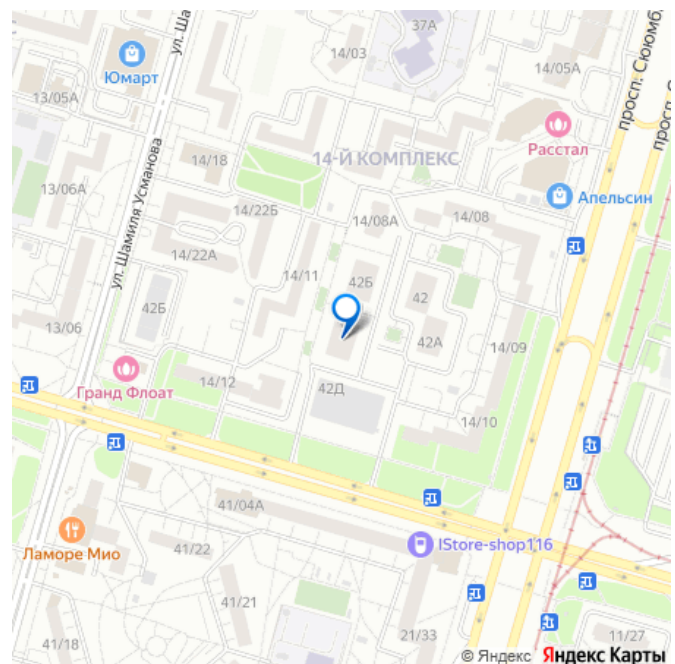 37А
14/03
ул. Ша
просп. Сююмб
14/05А
Юмарт
13/05А
просп. С
Расстал
14-Й КОМПЛЕКС
14/18
ул. Шамиля Усманова
13/06А
Апельсин
14/22Б
14/08А
14/08
14/22А
14/11
42Б
42
42Б
13/06
42А
14/09
Гранд Флоат
14/12
42Д
14/10
41/04А
Ламоре Мио
41/22
IStore-shop116
41/21
41/18
21/33
11/27
© Яндекс Яндекс Карты